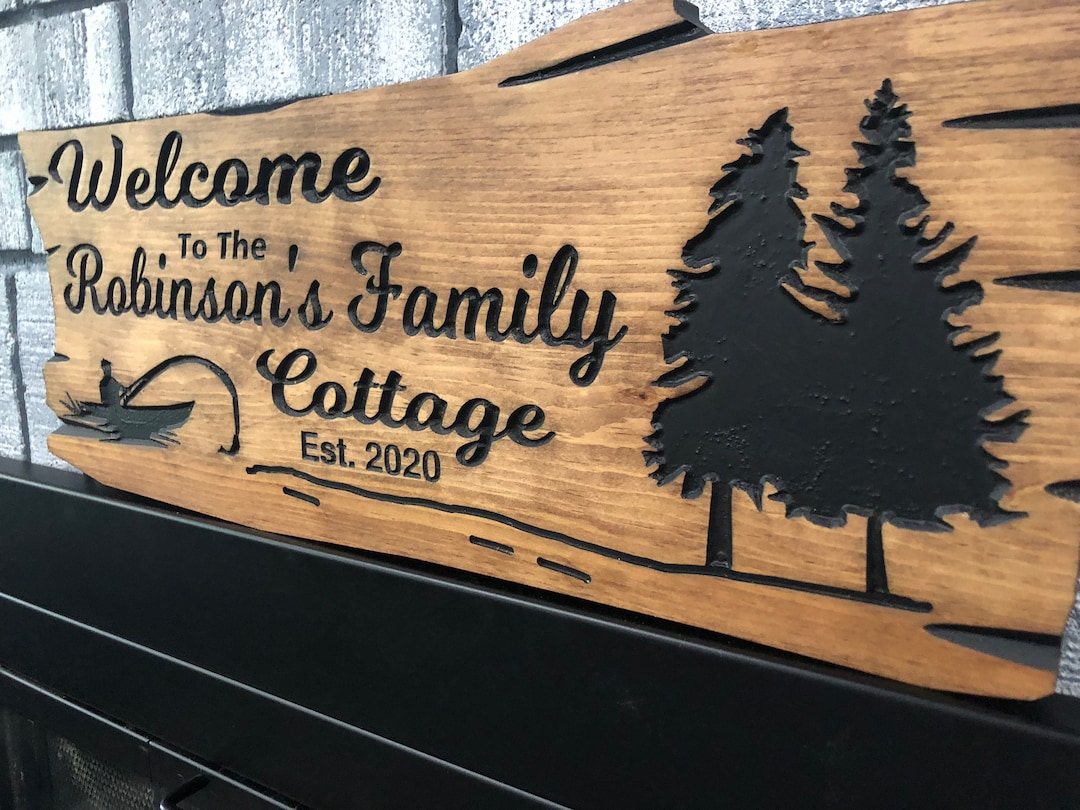 Welcome
To The
Robinson's Family
Cottage
Est. 2020